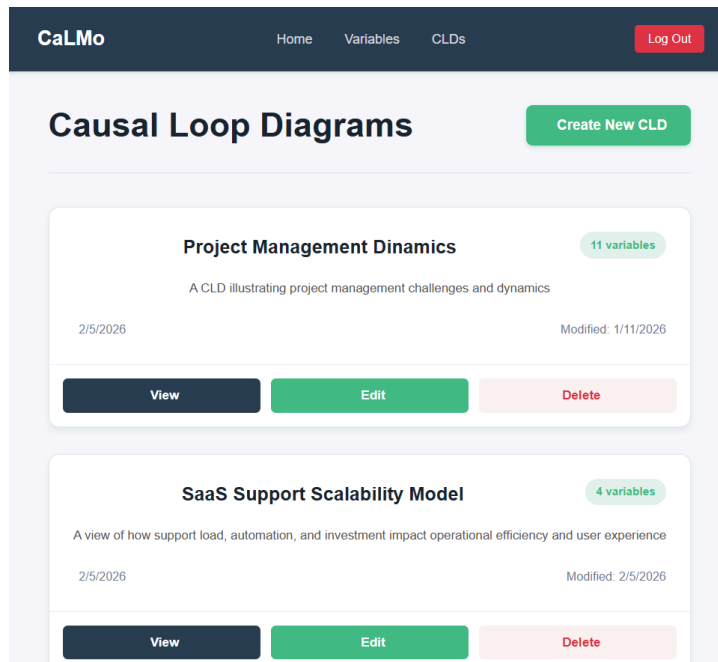 CaLMo Home Variables CLDs Log Out
Causal Loop Diagrams Create New CLD
Project Management Dinamics 11 variables
A CLD illustrating project management challenges and dynamics
2/5/2026 Modified: 1/11/2026
View Edit Delete
SaaS Support Scalability Model 4 variables
A view of how support load, automation, and investment impact operational efficiency and user experience
2/5/2026 Modified: 2/5/2026
View Edit Delete